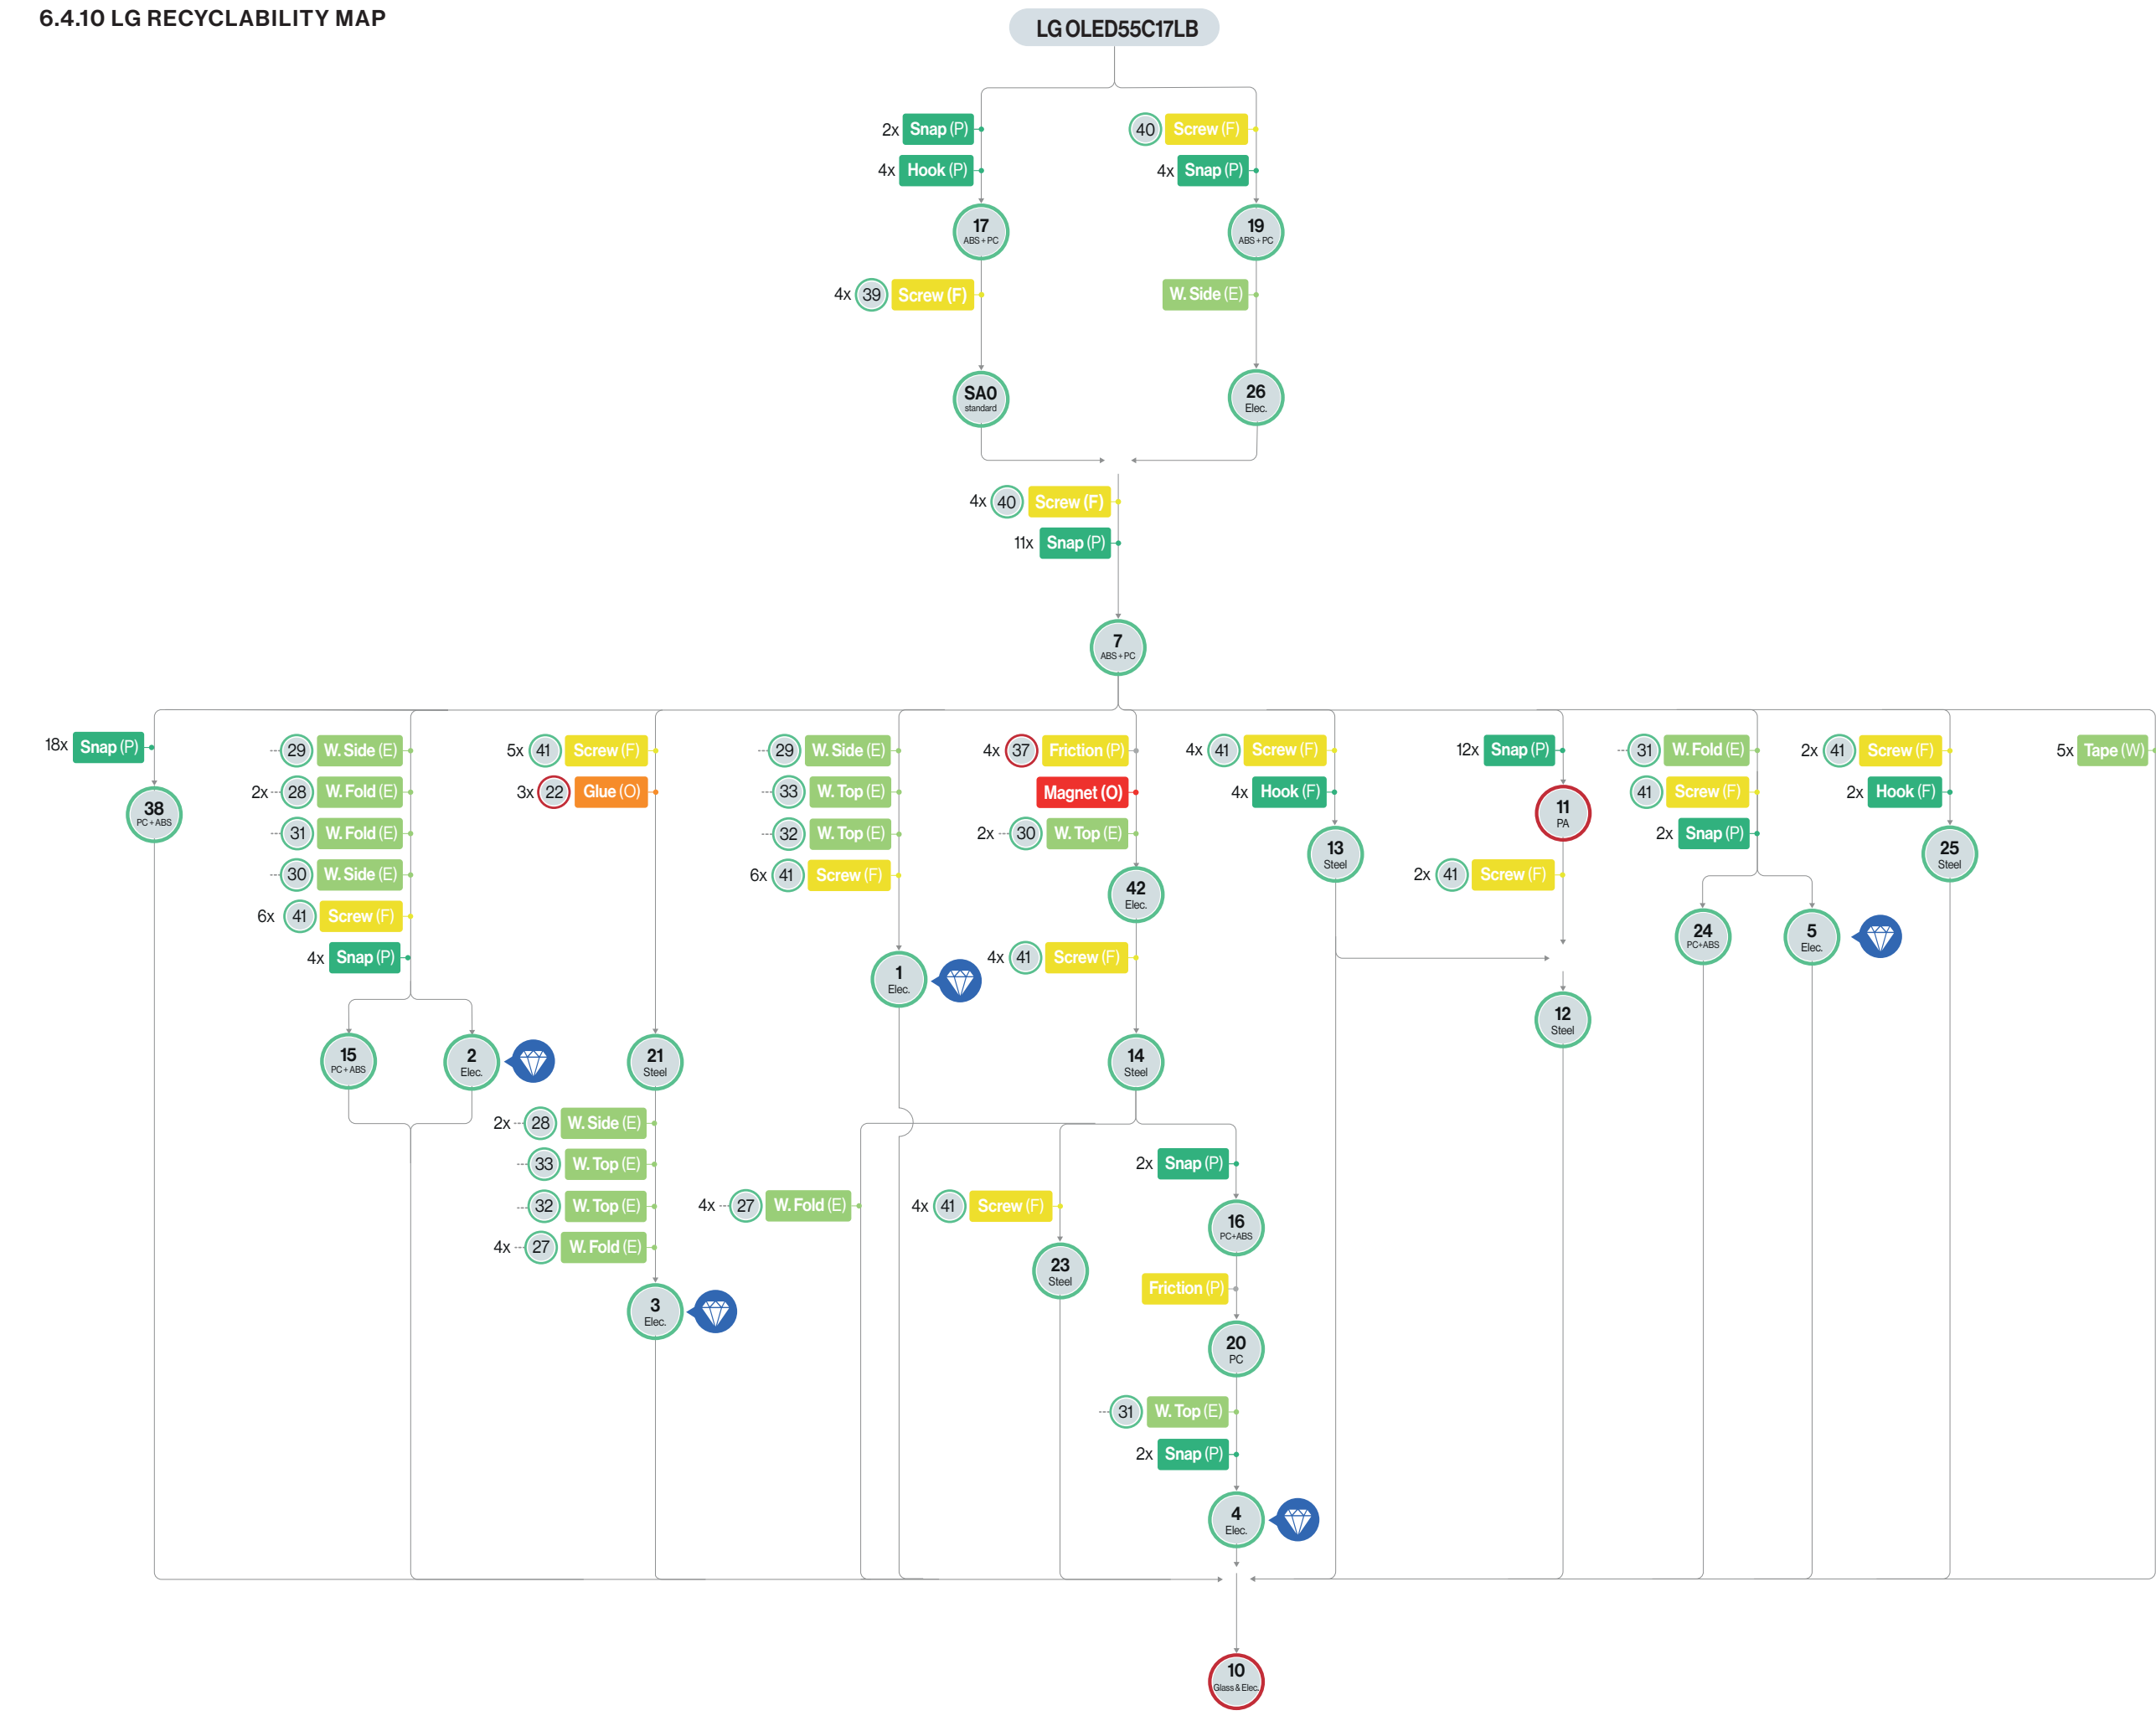 6.4.10 LG RECYCLABILITY MAP
LG OLED55C17LB
2x Snap (P)
4x Hook (P)
17
ABS + PC
4x 39 Screw (F)
SA0
standard
40 Screw (F)
4x Snap (P)
19
ABS + PC
W. Side (E)
26
Elec.
4x 40 Screw (F)
11x Snap (P)
7
ABS + PC
18x Snap (P)
38
PC + ABS
29 W. Side (E)
2x 28 W. Fold (E)
31 W. Fold (E)
30 W. Side (E)
6x 41 Screw (F)
4x Snap (P)
15
PC + ABS
2
Elec.
5x 41 Screw (F)
3x 22 Glue (O)
21
Steel
2x 28 W. Side (E)
33 W. Top (E)
32 W. Top (E)
4x 27 W. Fold (E)
3
Elec.
29 W. Side (E)
33 W. Top (E)
32 W. Top (E)
6x 41 Screw (F)
1
Elec.
4x 37 Friction (P)
Magnet (O)
2x 30 W. Top (E)
42
Elec.
4x 41 Screw (F)
14
Steel
4x 27 W. Fold (E)
4x 41 Screw (F)
23
Steel
2x Snap (P)
16
PC+ABS
Friction (P)
20
PC
31 W. Top (E)
2x Snap (P)
4
Elec.
4x 41 Screw (F)
4x Hook (F)
13
Steel
12x Snap (P)
11
PA
2x 41 Screw (F)
12
Steel
31 W. Fold (E)
41 Screw (F)
2x Snap (P)
24
PC+ABS
5
Elec.
2x 41 Screw (F)
2x Hook (F)
25
Steel
5x Tape (W)
10
Glass & Elec.